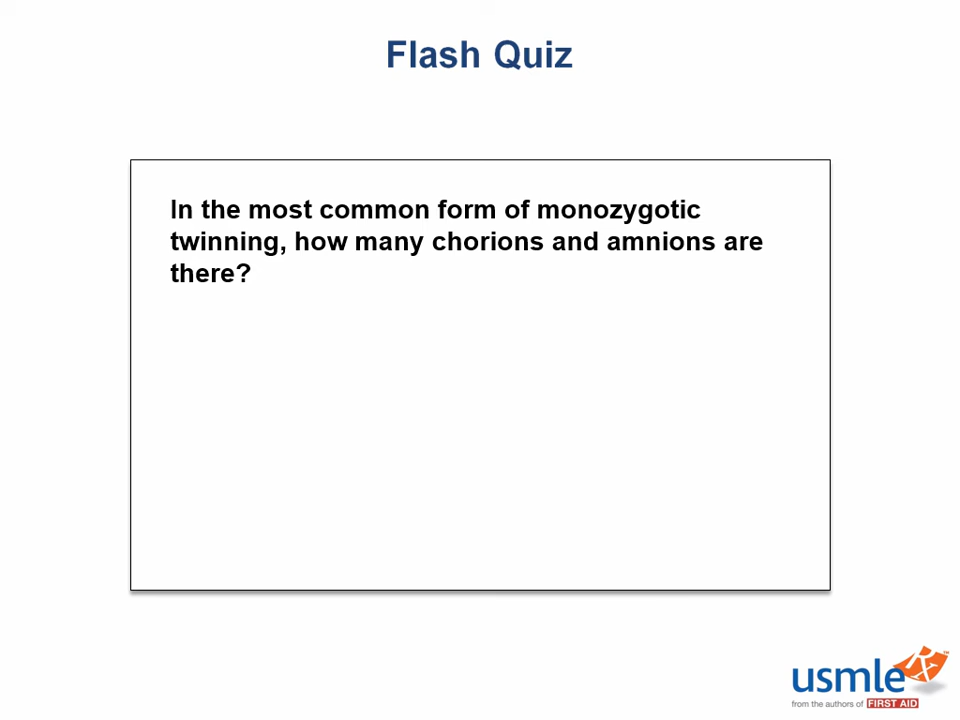 Flash Quiz
In the most common form of monozygotic
twinning, how many chorions and amnions are
there?
usmle Rx™
from the authors of FIRST AID